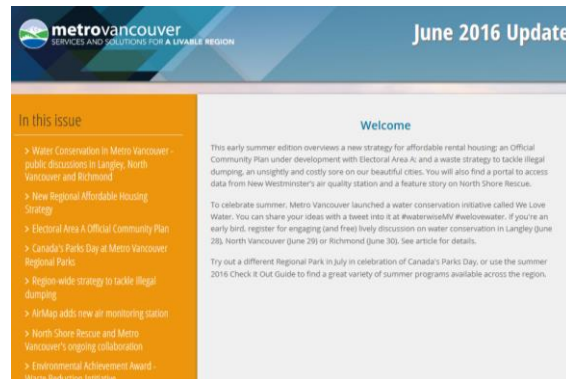 metrovancouver
SERVICES AND SOLUTIONS FOR A LIVABLE REGION
June 2016 Update
In this issue
> Water Conservation in Metro Vancouver -
public discussions in Langley, North
Vancouver and Richmond
> New Regional Affordable Housing
Strategy
> Electoral Area A Official Community Plan
> Canada's Parks Day at Metro Vancouver
Regional Parks
> Region-wide strategy to tackle illegal
dumping
> AirMap adds new air monitoring station
> North Shore Rescue and Metro
Vancouver's ongoing collaboration
> Environmental Achievement Award -
Waste Reduction Initiative
Welcome
This early summer edition overviews a new strategy for affordable rental housing; an Official
Community Plan under development with Electoral Area A; and a waste strategy to tackle illegal
dumping, an unsightly and costly sore on our beautiful cities. You will also find a portal to access
data from New Westminster's air quality station and a feature story on North Shore Rescue.
To celebrate summer, Metro Vancouver launched a water conservation initiative called We Love
Water. You can share your ideas with a tweet into it at #waterwiseMV #welovewater. If you're an
early bird, register for engaging (and free) lively discussion on water conservation in Langley (June
28), North Vancouver (June 29) or Richmond (June 30). See article for details.
Try out a different Regional Park in July in celebration of Canada's Parks Day, or use the summer
2016 Check It Out Guide to find a great variety of summer programs available across the region.